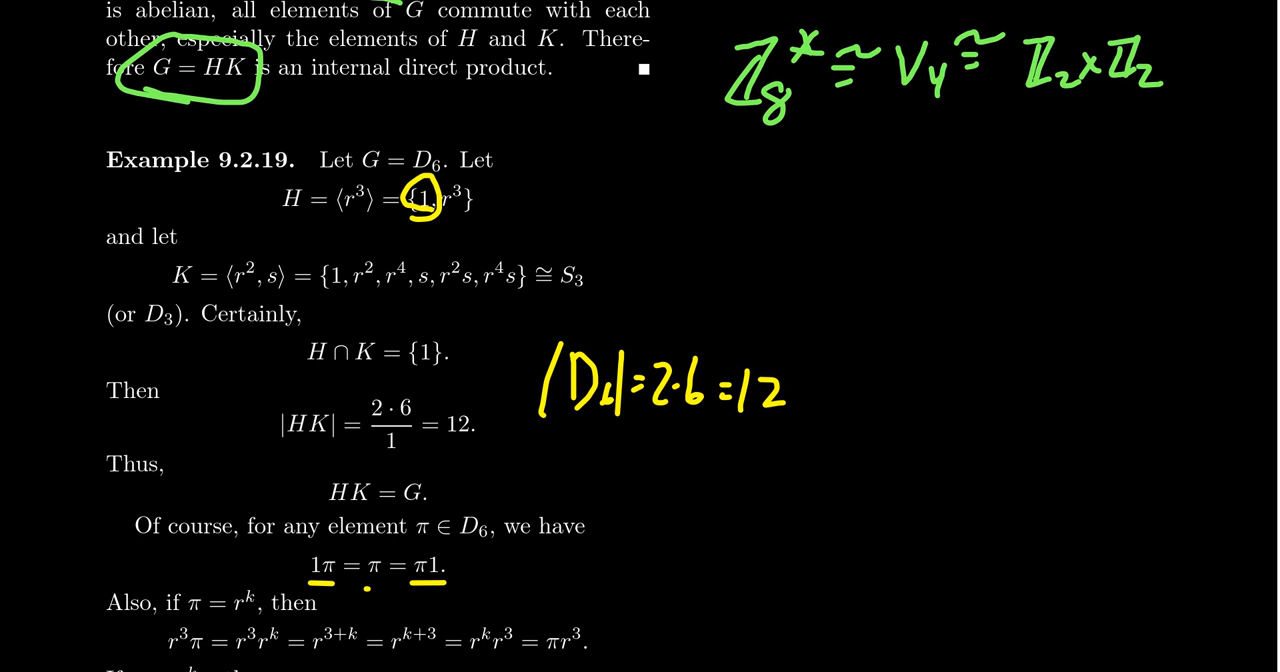 is abelian, all elements of G commute with each
other, especially the elements of H and K. There-
fore G = HK is an internal direct product. ■
ℤ₈* ≅ V₄ ≅ ℤ₂ × ℤ₂
Example 9.2.19. Let G = D₆. Let
H = ⟨r³⟩ = {1, r³}
and let
K = ⟨r², s⟩ = {1, r², r⁴, s, r²s, r⁴s} ≅ S₃
(or D₃). Certainly,
H ∩ K = {1}.
|D₆| = 2·6 = 12
Then
|HK| = 2 · 6 / 1 = 12.
Thus,
HK = G.
Of course, for any element π ∈ D₆, we have
1π = π = π1.
Also, if π = rᵏ, then
r³π = r³rᵏ = r³⁺ᵏ = rᵏ⁺³ = rᵏr³ = πr³.